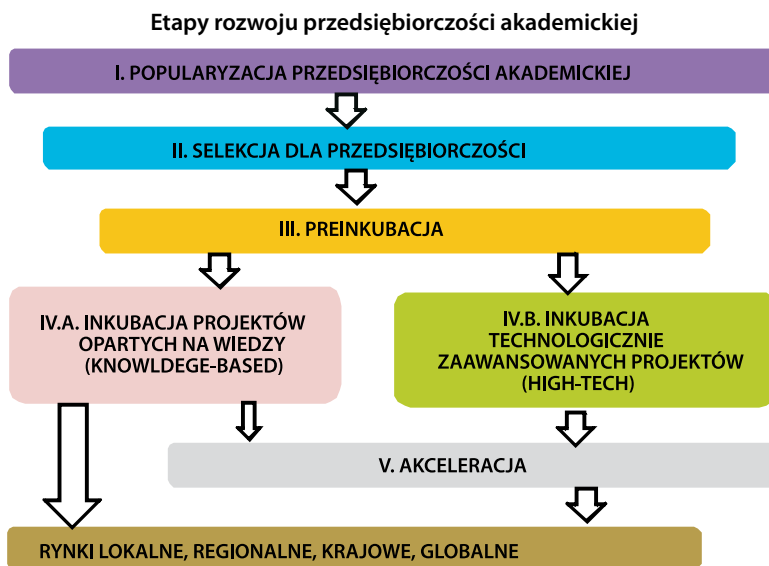 Etapy rozwoju przedsiębiorczości akademickiej
I. POPULARYZACJA PRZEDSIĘBIORCZOŚCI AKADEMICKIEJ
II. SELEKCJA DLA PRZEDSIĘBIORCZOŚCI
III. PREINKUBACJA
IV.A. INKUBACJA PROJEKTÓW
OPARTYCH NA WIEDZY
(KNOWLDEGE-BASED)
IV.B. INKUBACJA
TECHNOLOGICZNIE
ZAAWANSOWANYCH PROJEKTÓW
(HIGH-TECH)
V. AKCELERACJA
RYNKI LOKALNE, REGIONALNE, KRAJOWE, GLOBALNE